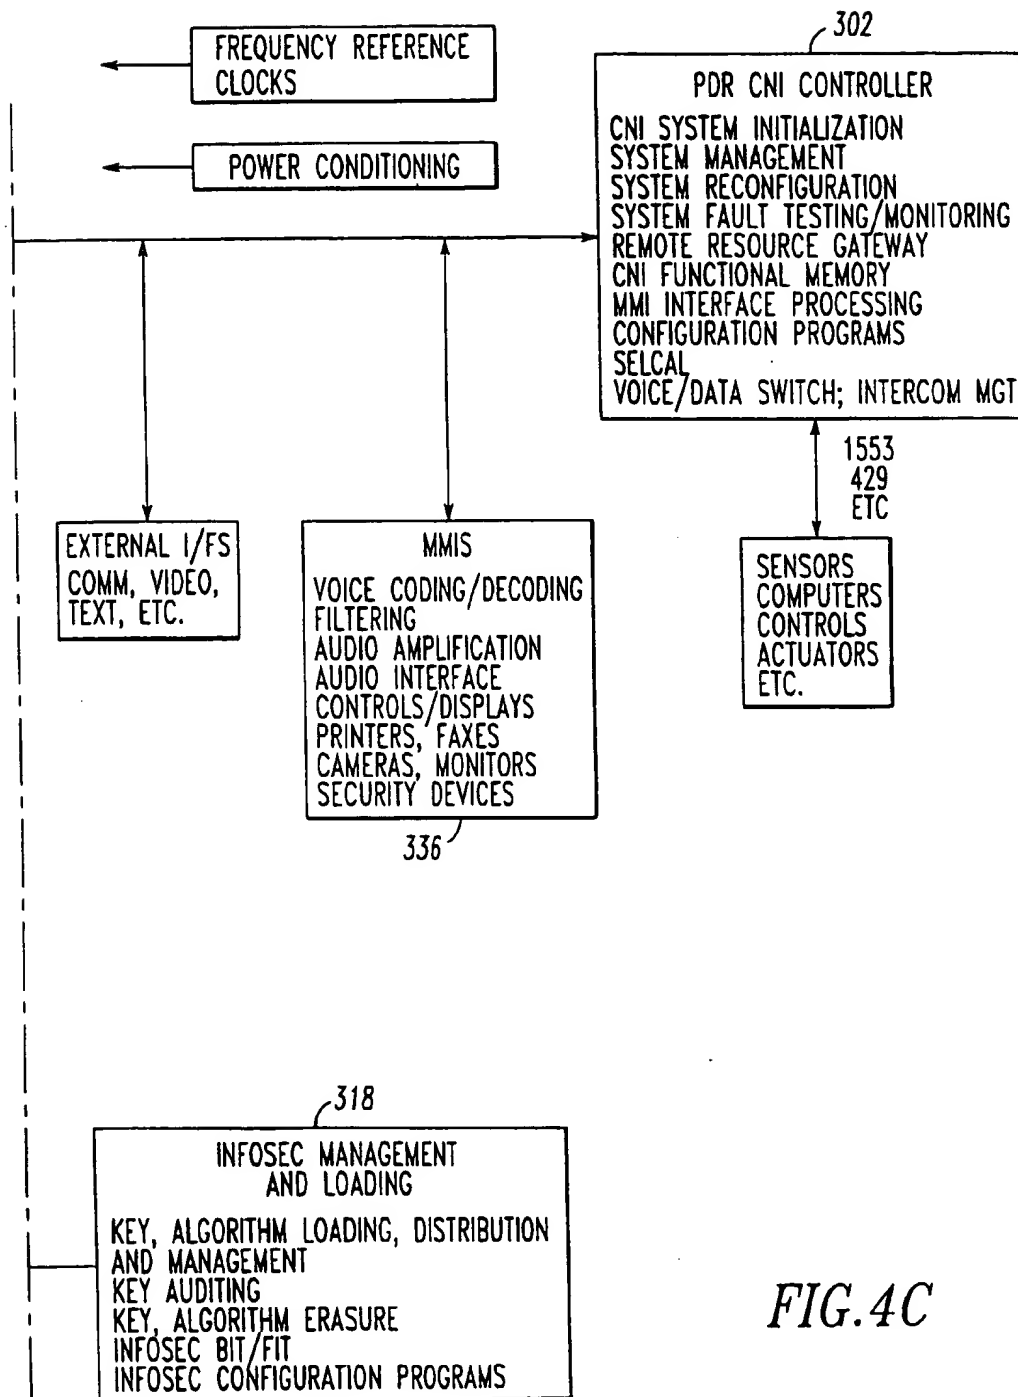 302
FREQUENCY REFERENCE
CLOCKS
POWER CONDITIONING
PDR CNI CONTROLLER
CNI SYSTEM INITIALIZATION
SYSTEM MANAGEMENT
SYSTEM RECONFIGURATION
SYSTEM FAULT TESTING/MONITORING
REMOTE RESOURCE GATEWAY
CNI FUNCTIONAL MEMORY
MMI INTERFACE PROCESSING
CONFIGURATION PROGRAMS
SELCAL
VOICE/DATA SWITCH; INTERCOM MGT
1553
429
ETC
EXTERNAL I/FS
COMM, VIDEO,
TEXT, ETC.
MMIS
VOICE CODING/DECODING
FILTERING
AUDIO AMPLIFICATION
AUDIO INTERFACE
CONTROLS/DISPLAYS
PRINTERS, FAXES
CAMERAS, MONITORS
SECURITY DEVICES
336
SENSORS
COMPUTERS
CONTROLS
ACTUATORS
ETC.
318
INFOSEC MANAGEMENT
AND LOADING
KEY, ALGORITHM LOADING, DISTRIBUTION
AND MANAGEMENT
KEY AUDITING
KEY, ALGORITHM ERASURE
INFOSEC BIT/FIT
INFOSEC CONFIGURATION PROGRAMS
FIG.4C